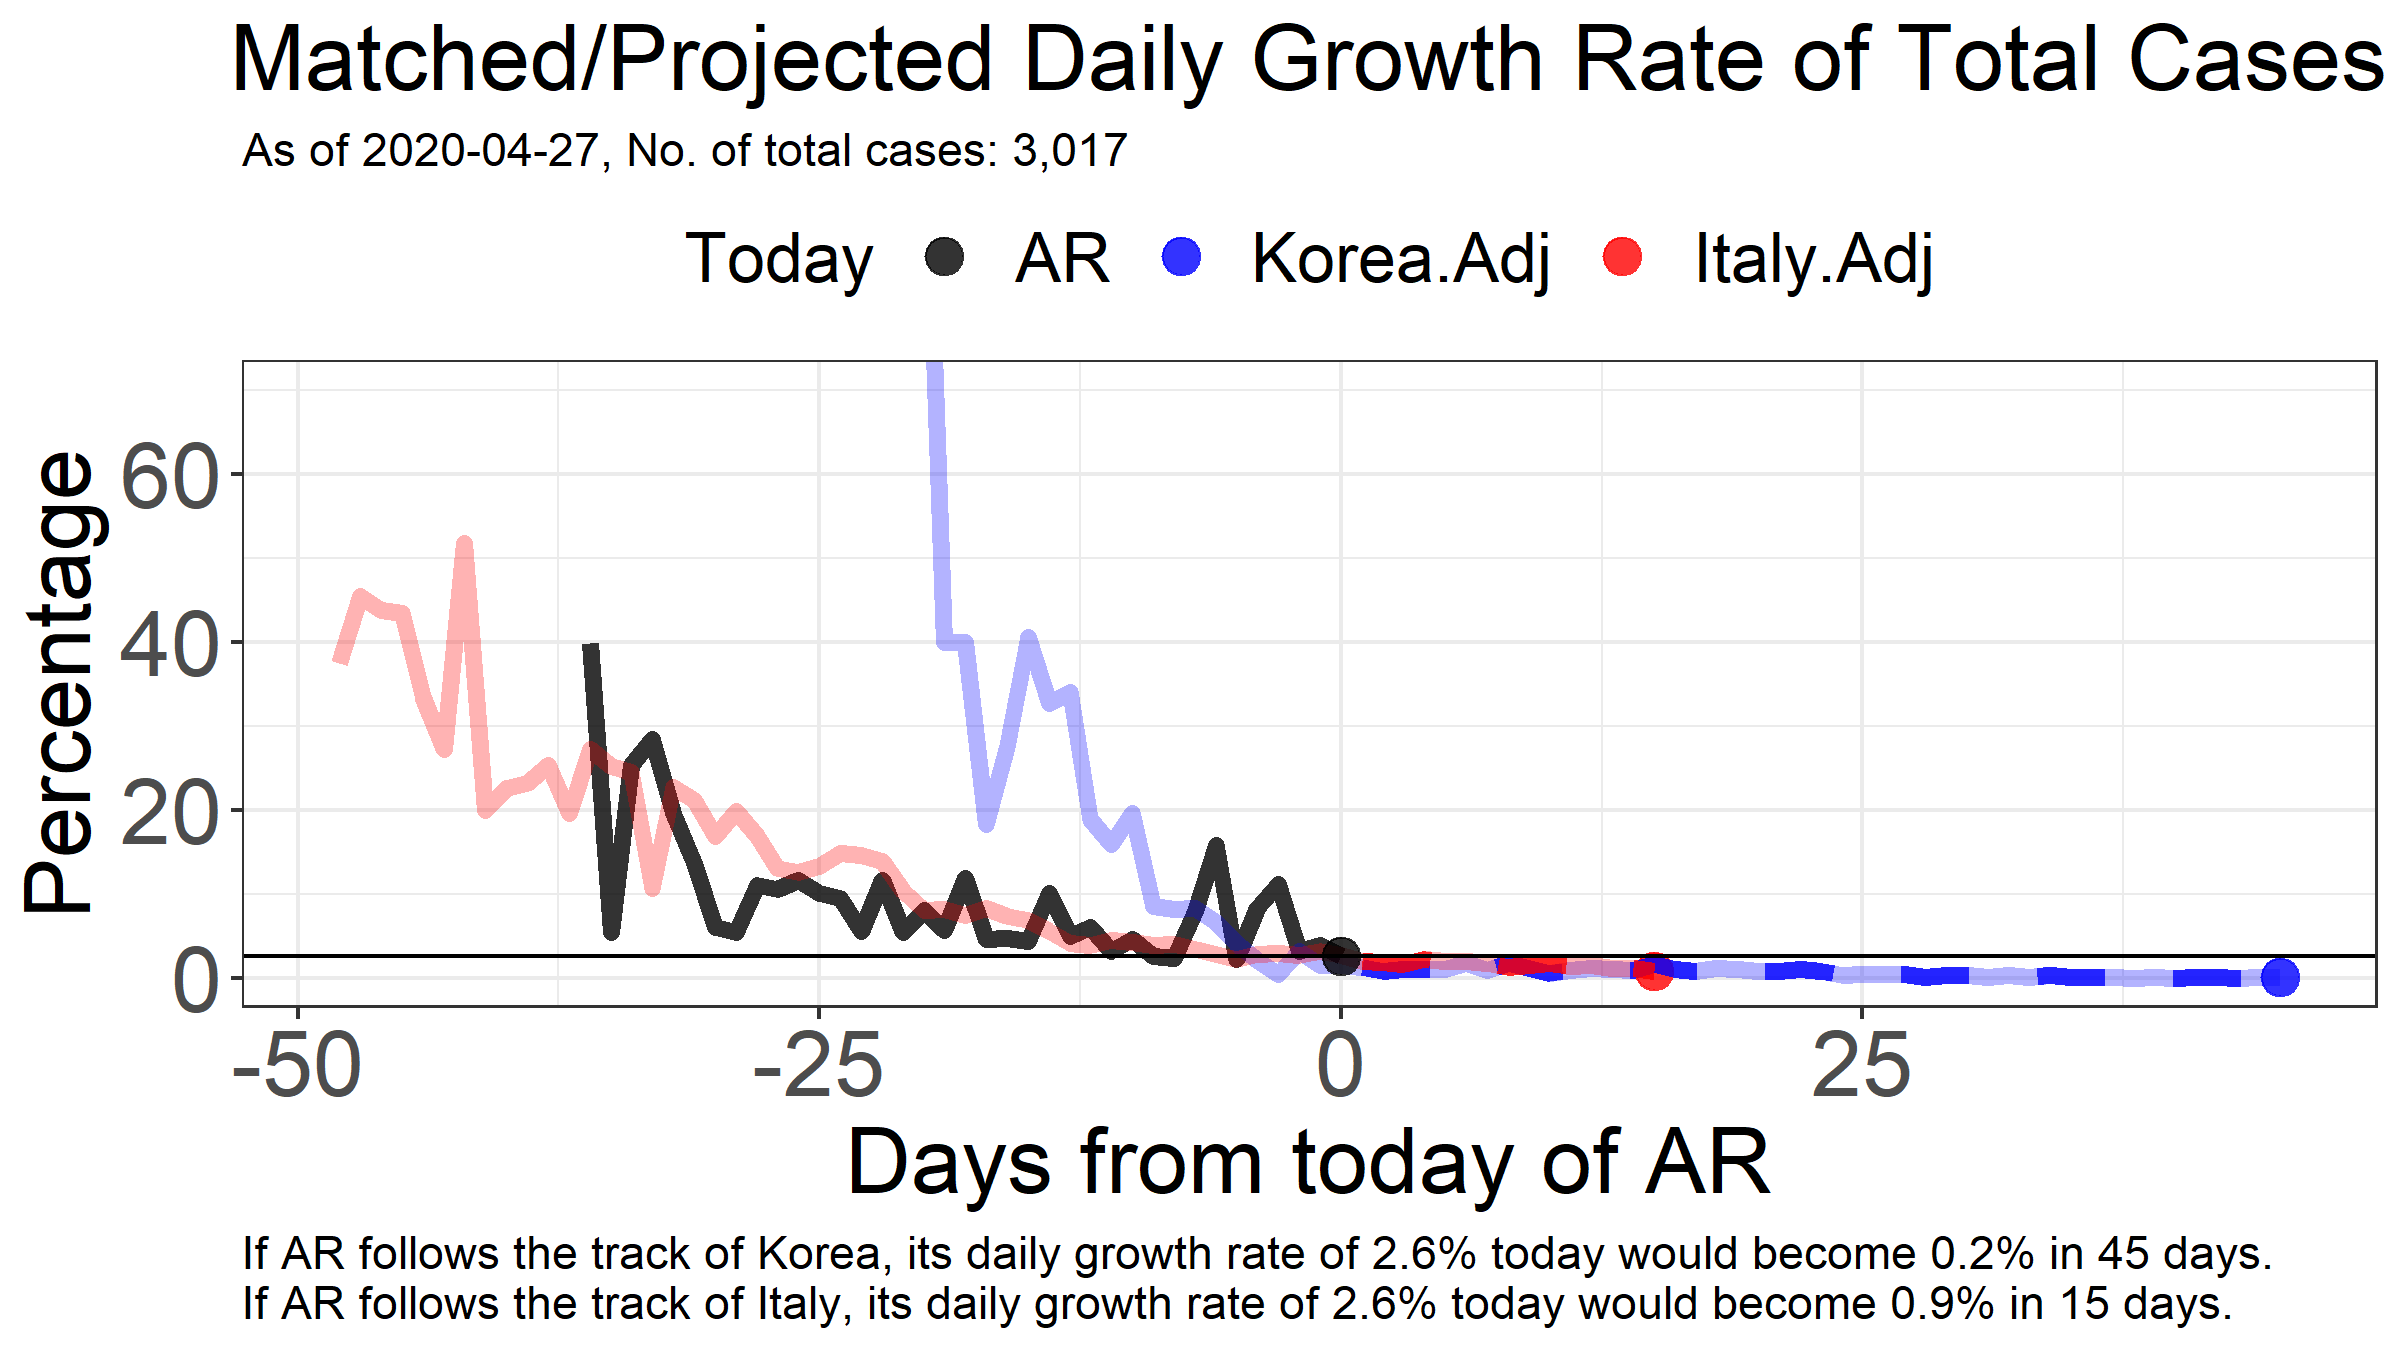 Matched/Projected Daily Growth Rate of Total Cases
As of 2020-04-27, No. of total cases: 3,017
Today AR Korea.Adj Italy.Adj
Percentage
60
40
20
0
-50 -25 0 25
Days from today of AR
If AR follows the track of Korea, its daily growth rate of 2.6% today would become 0.2% in 45 days.
If AR follows the track of Italy, its daily growth rate of 2.6% today would become 0.9% in 15 days.